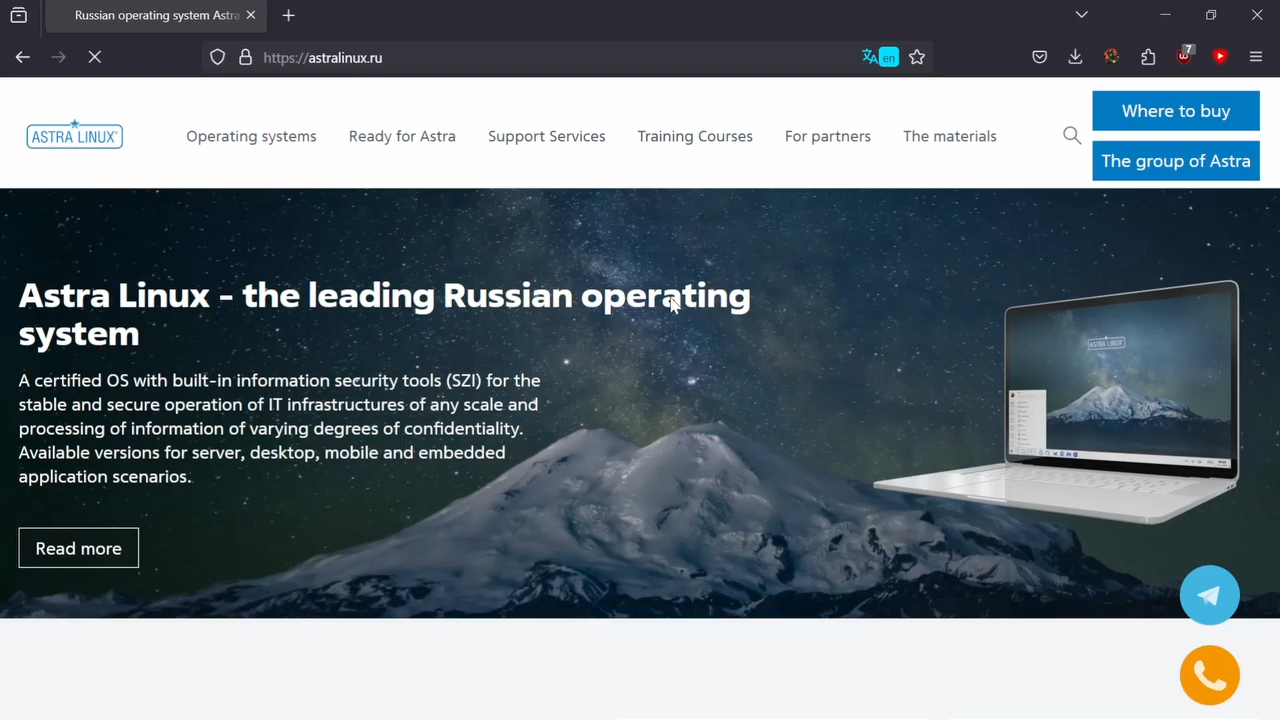 Russian operating system Astra
https://astralinux.ru
en
7
ASTRA LINUX®
Operating systems
Ready for Astra
Support Services
Training Courses
For partners
The materials
Where to buy
The group of Astra
Astra Linux - the leading Russian operating
system
A certified OS with built-in information security tools (SZI) for the
stable and secure operation of IT infrastructures of any scale and
processing of information of varying degrees of confidentiality.
Available versions for server, desktop, mobile and embedded
application scenarios.
Read more
ASTRA LINUX